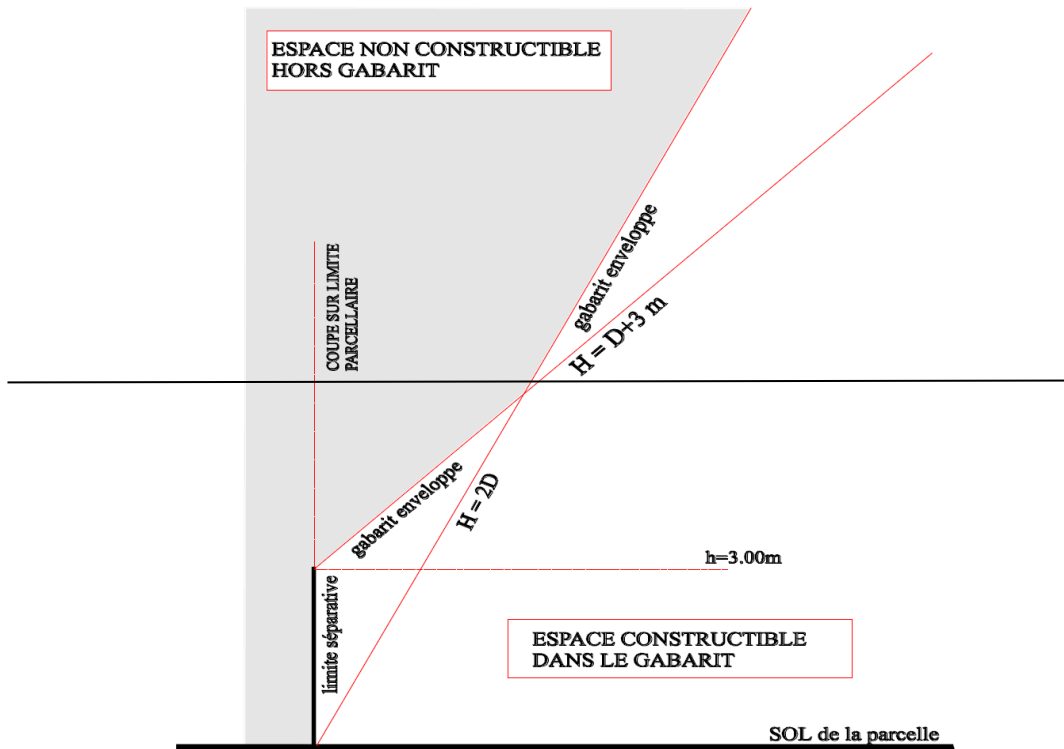 ESPACE NON CONSTRUCTIBLE
HORS GABARIT
COUPE SUR LIMITE
PARCELLAIRE
gabarit enveloppe
H = D+3 m
gabarit enveloppe
H = 2D
h=3.00m
limite séparative
ESPACE CONSTRUCTIBLE
DANS LE GABARIT
SOL de la parcelle